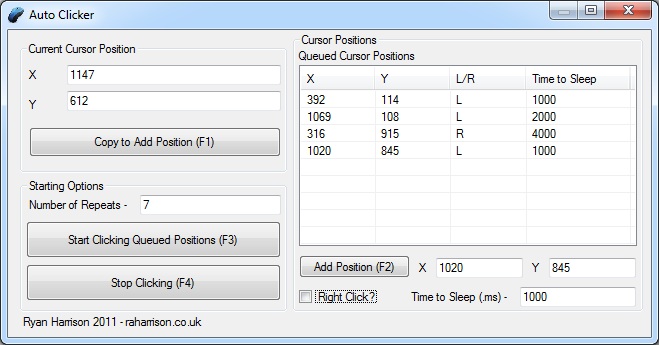 Auto Clicker
Current Cursor Position
X 1147
Y 612
Copy to Add Position (F1)
Starting Options
Number of Repeats - 7
Start Clicking Queued Positions (F3)
Stop Clicking (F4)
Ryan Harrison 2011 - raharrison.co.uk
Cursor Positions
Queued Cursor Positions
X Y L/R Time to Sleep
392 114 L 1000
1069 108 L 2000
316 915 R 4000
1020 845 L 1000
Add Position (F2) X 1020 Y 845
Right Click? Time to Sleep (.ms) - 1000